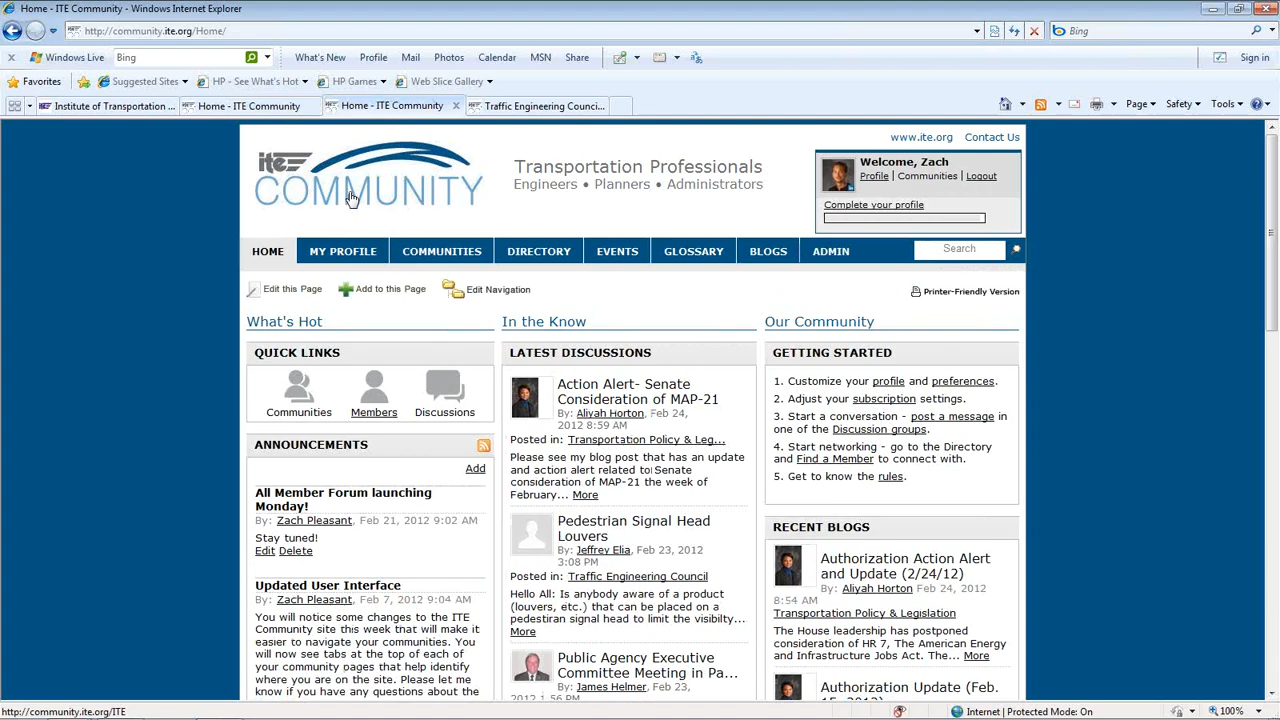 Home - ITE Community - Windows Internet Explorer
http://community.ite.org/Home/
Bing
Windows Live
Bing
What's New
Profile
Mail
Photos
Calendar
MSN
Share
Sign in
Favorites
Suggested Sites
HP - See What's Hot
HP Games
Web Slice Gallery
Institute of Transportation ...
Home - ITE Community
Home - ITE Community
Traffic Engineering Counci...
Page
Safety
Tools
www.ite.org
Contact Us
ite
COMMUNITY
Transportation Professionals
Engineers • Planners • Administrators
Welcome, Zach
Profile | Communities | Logout
Complete your profile
HOME
MY PROFILE
COMMUNITIES
DIRECTORY
EVENTS
GLOSSARY
BLOGS
ADMIN
Search
Edit this Page
Add to this Page
Edit Navigation
Printer-Friendly Version
What's Hot
QUICK LINKS
Communities
Members
Discussions
ANNOUNCEMENTS
Add
All Member Forum launching
Monday!
By: Zach Pleasant, Feb 21, 2012 9:02 AM
Stay tuned!
Edit Delete
Updated User Interface
By: Zach Pleasant, Feb 7, 2012 9:04 AM
You will notice some changes to the ITE
Community site this week that will make it
easier to navigate your communities. You
will now see tabs at the top of each of
your community pages that help identify
where you are on the site. Please let me
know if you have any questions about the
In the Know
LATEST DISCUSSIONS
Action Alert- Senate
Consideration of MAP-21
By: Aliyah Horton, Feb 24,
2012 8:59 AM
Posted in: Transportation Policy & Leg...
Please see my blog post that has an update
and action alert related to Senate
consideration of MAP-21 the week of
February... More
Pedestrian Signal Head
Louvers
By: Jeffrey Elia, Feb 23, 2012
3:08 PM
Posted in: Traffic Engineering Council
Hello All: Is anybody aware of a product
(louvers, etc.) that can be placed on a
pedestiran signal head to limit the visibilty...
More
Public Agency Executive
Committee Meeting in Pa...
By: James Helmer, Feb 23,
2012 1:56 PM
Our Community
GETTING STARTED
1. Customize your profile and preferences.
2. Adjust your subscription settings.
3. Start a conversation - post a message in
one of the Discussion groups.
4. Start networking - go to the Directory
and Find a Member to connect with.
5. Get to know the rules.
RECENT BLOGS
Authorization Action Alert
and Update (2/24/12)
By: Aliyah Horton Feb 24, 2012
8:54 AM
Transportation Policy & Legislation
The House leadership has postponed
consideration of HR 7, The American Energy
and Infrastructure Jobs Act. The... More
Authorization Update (Feb.
http://community.ite.org/ITE
Internet | Protected Mode: On
100%